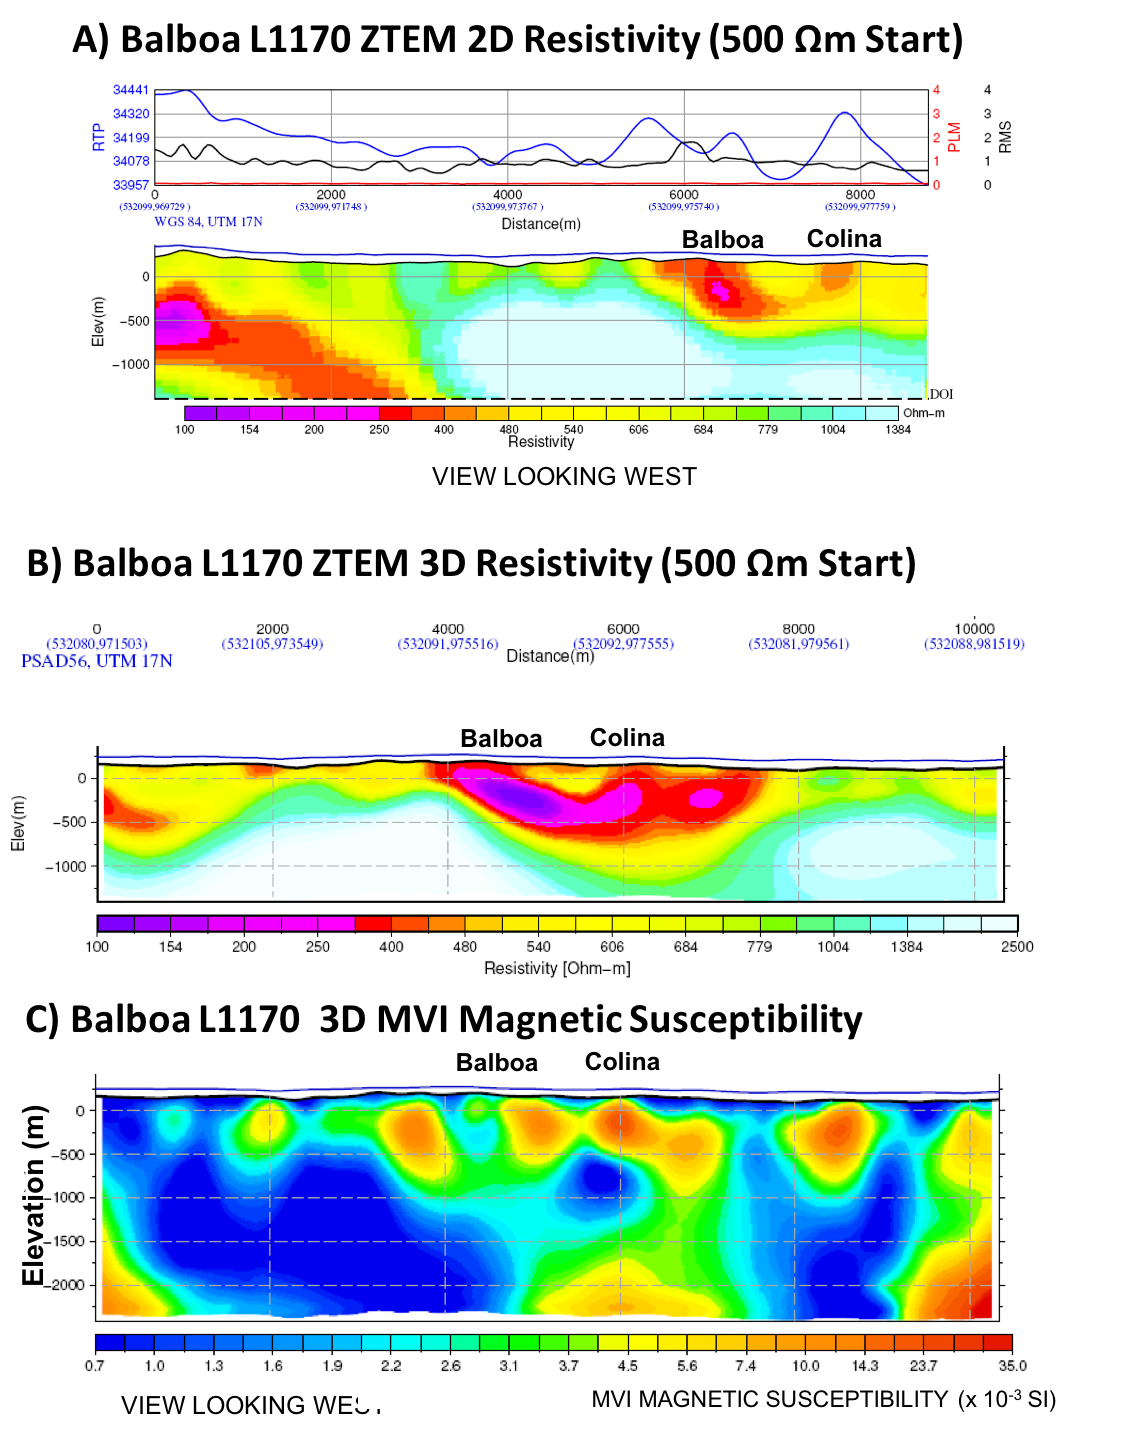 A) Balboa L1170 ZTEM 2D Resistivity (500 Ωm Start)
34441 4 4
34320 3 3
34199 2 2
34078 1 1
33957 0 0
RTP PLM RMS
0 2000 4000 6000 8000
(532099,969729 ) (532099,971748 ) (532099,973767 ) (532099,975740 ) (532099,977759 )
WGS 84, UTM 17N Distance(m)
Balboa Colina
0
−500
−1000
Elev(m)
DOI
Ohm−m
100 154 200 250 400 480 540 606 684 779 1004 1384
Resistivity
VIEW LOOKING WEST
B) Balboa L1170 ZTEM 3D Resistivity (500 Ωm Start)
0 2000 4000 6000 8000 10000
(532080,971503) (532105,973549) (532091,975516) (532092,977555) (532081,979561) (532088,981519)
PSAD56, UTM 17N Distance(m)
Balboa Colina
0
−500
−1000
Elev(m)
100 154 200 250 400 480 540 606 684 779 1004 1384 2500
Resistivity [Ohm−m]
C) Balboa L1170 3D MVI Magnetic Susceptibility
Balboa Colina
0
−500
−1000
−1500
−2000
Elevation (m)
0.7 1.0 1.3 1.6 1.9 2.2 2.6 3.1 3.7 4.5 5.6 7.4 10.0 14.3 23.7 35.0
VIEW LOOKING WEST MVI MAGNETIC SUSCEPTIBILITY (x 10-3 SI)